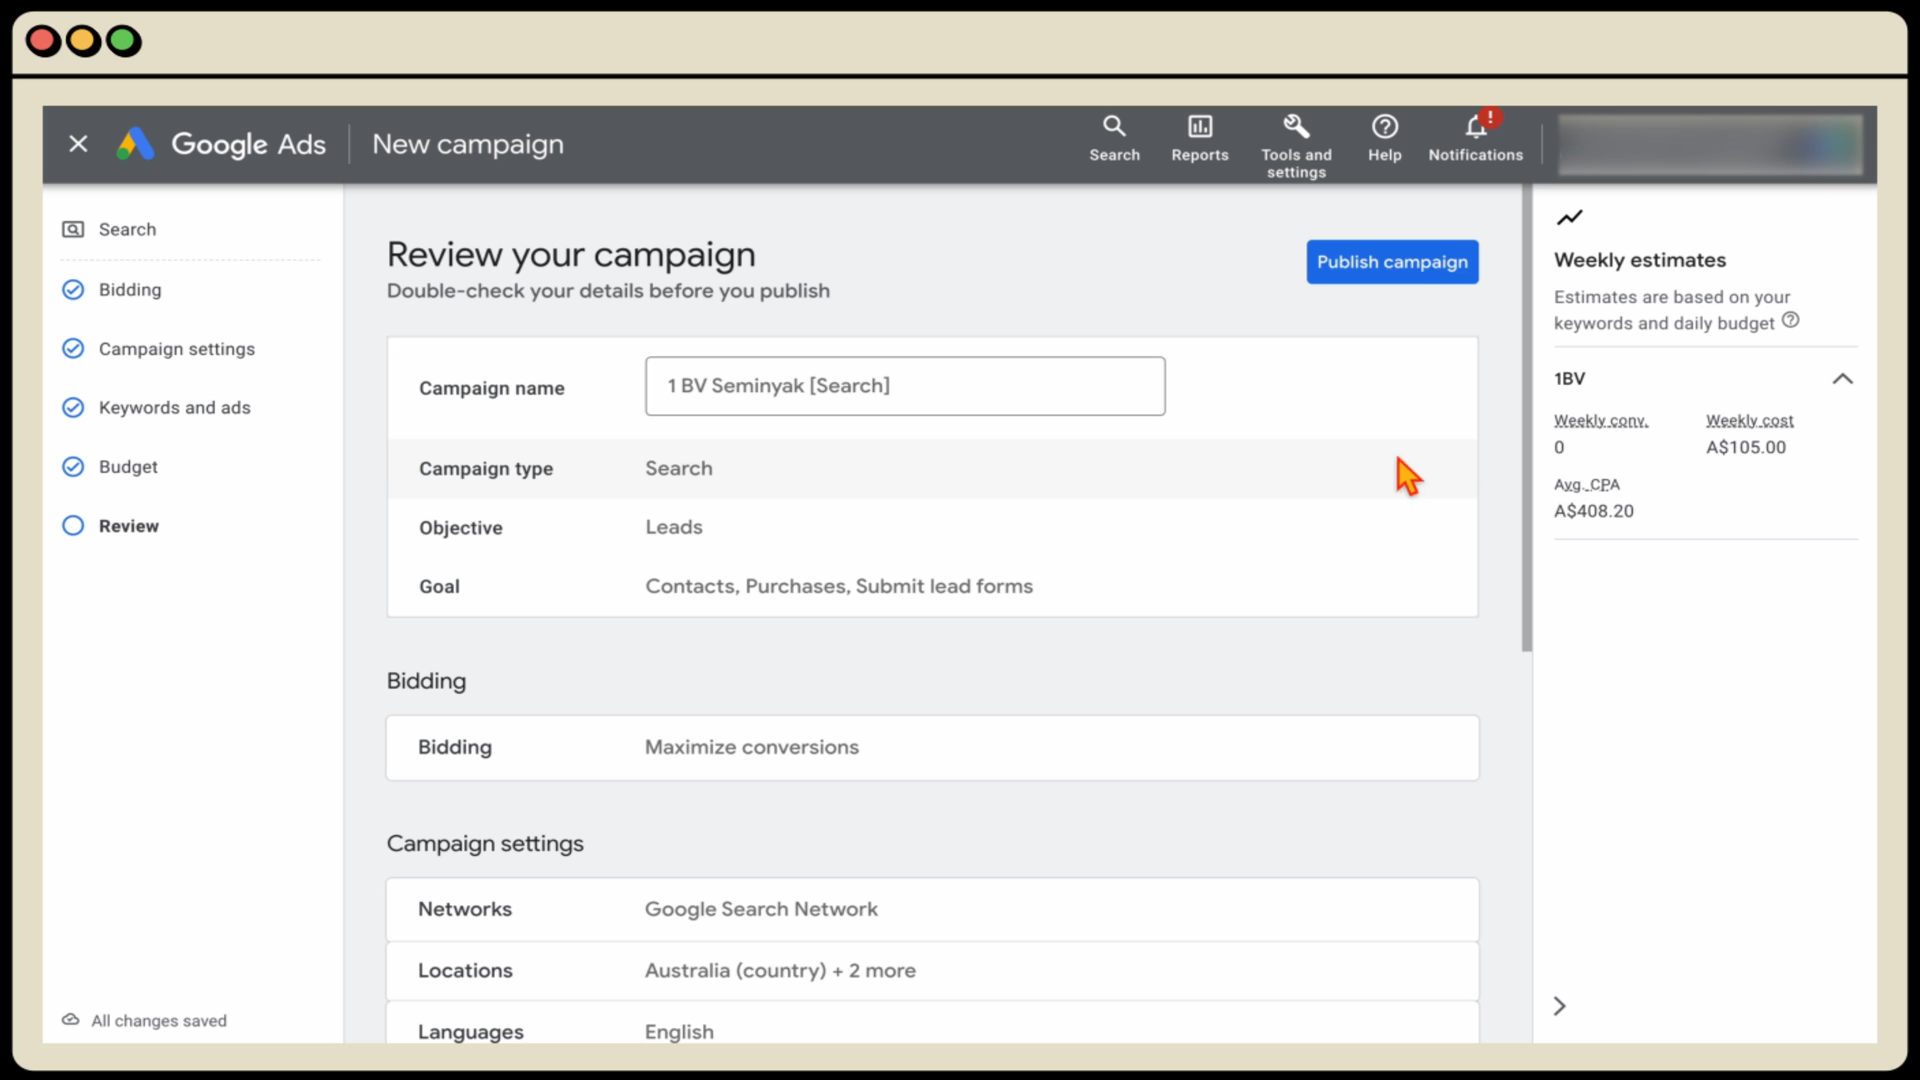 Google Ads
New campaign
Search
Reports
Tools and
settings
Help
!
Notifications
Search
Bidding
Campaign settings
Keywords and ads
Budget
Review
All changes saved
Review your campaign
Double-check your details before you publish
Publish campaign
Campaign name
1 BV Seminyak [Search]
Campaign type
Search
Objective
Leads
Goal
Contacts, Purchases, Submit lead forms
Bidding
Bidding
Maximize conversions
Campaign settings
Networks
Google Search Network
Locations
Australia (country) + 2 more
Languages
English
Weekly estimates
Estimates are based on your
keywords and daily budget
1BV
Weekly conv.
0
Weekly cost
A$105.00
Avg. CPA
A$408.20